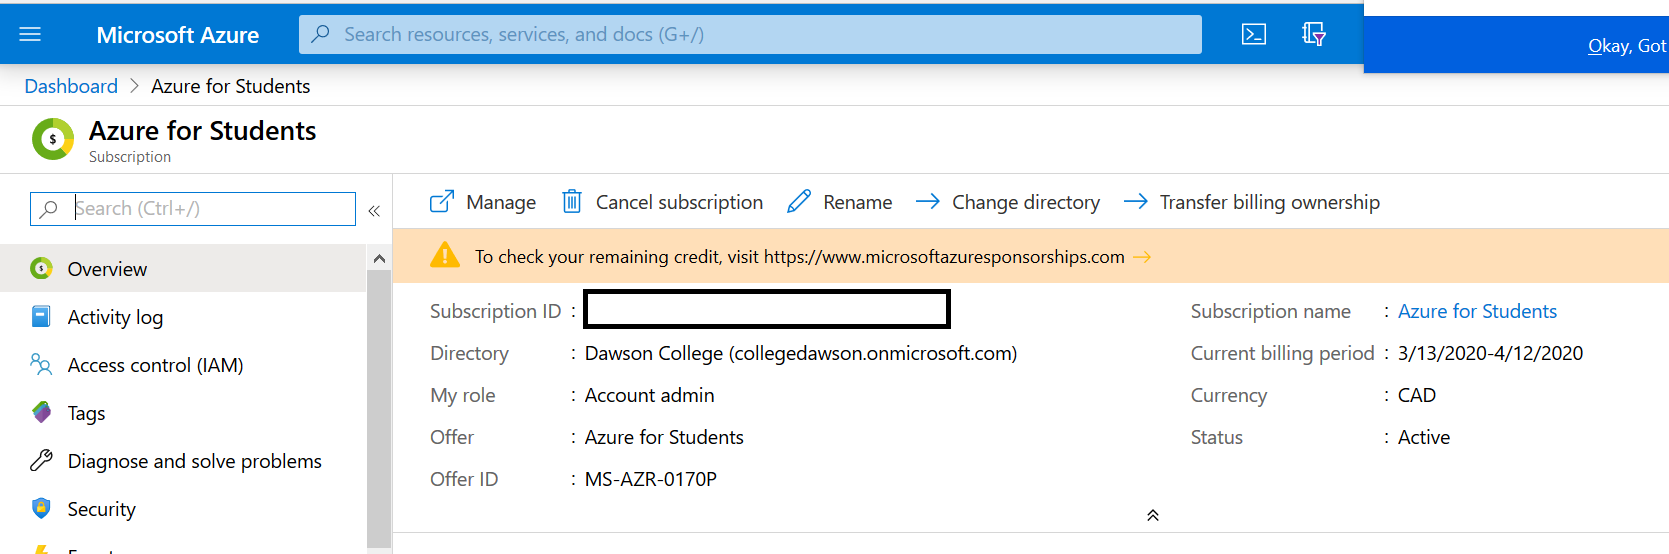 Microsoft Azure
Search resources, services, and docs (G+/)
Okay, Got
Dashboard > Azure for Students
Azure for Students
Subscription
Search (Ctrl+/)
«
Overview
Activity log
Access control (IAM)
Tags
Diagnose and solve problems
Security
Manage
Cancel subscription
Rename
Change directory
Transfer billing ownership
To check your remaining credit, visit https://www.microsoftazuresponsorships.com →
Subscription ID :
Directory : Dawson College (collegedawson.onmicrosoft.com)
My role : Account admin
Offer : Azure for Students
Offer ID : MS-AZR-0170P
Subscription name : Azure for Students
Current billing period : 3/13/2020-4/12/2020
Currency : CAD
Status : Active